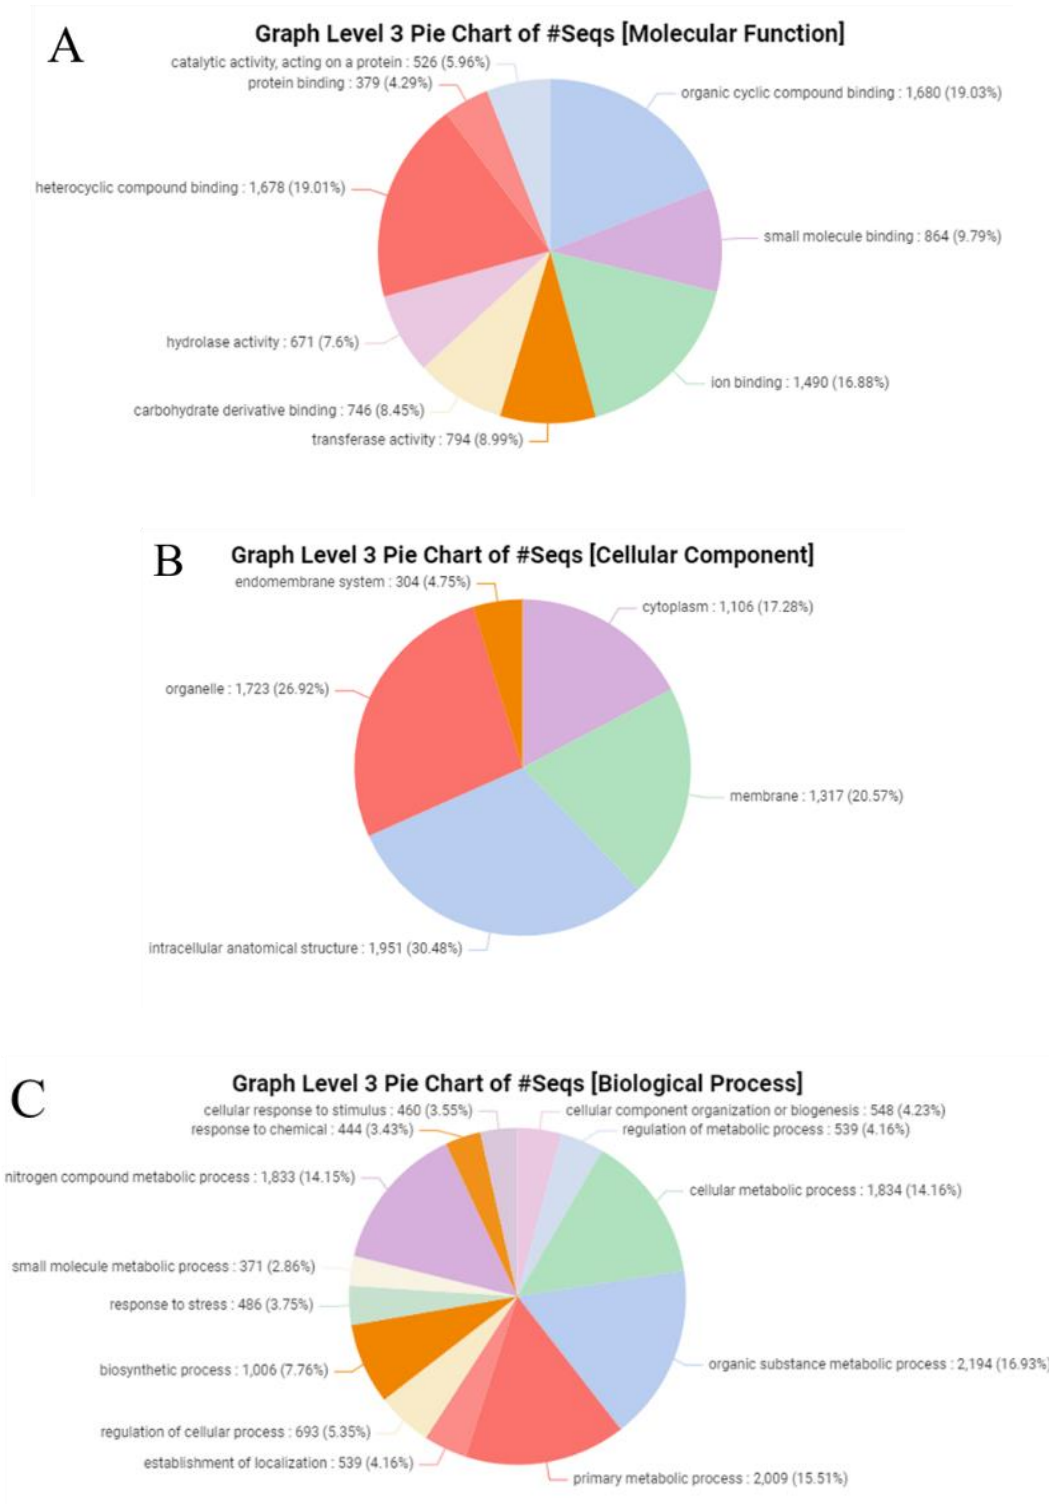 A
Graph Level 3 Pie Chart of #Seqs [Molecular Function]
catalytic activity, acting on a protein : 526 (5.96%)
protein binding : 379 (4.29%)
organic cyclic compound binding : 1,680 (19.03%)
heterocyclic compound binding : 1,678 (19.01%)
small molecule binding : 864 (9.79%)
hydrolase activity : 671 (7.6%)
ion binding : 1,490 (16.88%)
carbohydrate derivative binding : 746 (8.45%)
transferase activity : 794 (8.99%)
B
Graph Level 3 Pie Chart of #Seqs [Cellular Component]
endomembrane system : 304 (4.75%)
cytoplasm : 1,106 (17.28%)
organelle : 1,723 (26.92%)
membrane : 1,317 (20.57%)
intracellular anatomical structure : 1,951 (30.48%)
C
Graph Level 3 Pie Chart of #Seqs [Biological Process]
cellular response to stimulus : 460 (3.55%)
cellular component organization or biogenesis : 548 (4.23%)
response to chemical : 444 (3.43%)
regulation of metabolic process : 539 (4.16%)
nitrogen compound metabolic process : 1,833 (14.15%)
cellular metabolic process : 1,834 (14.16%)
small molecule metabolic process : 371 (2.86%)
response to stress : 486 (3.75%)
biosynthetic process : 1,006 (7.76%)
organic substance metabolic process : 2,194 (16.93%)
regulation of cellular process : 693 (5.35%)
establishment of localization : 539 (4.16%)
primary metabolic process : 2,009 (15.51%)